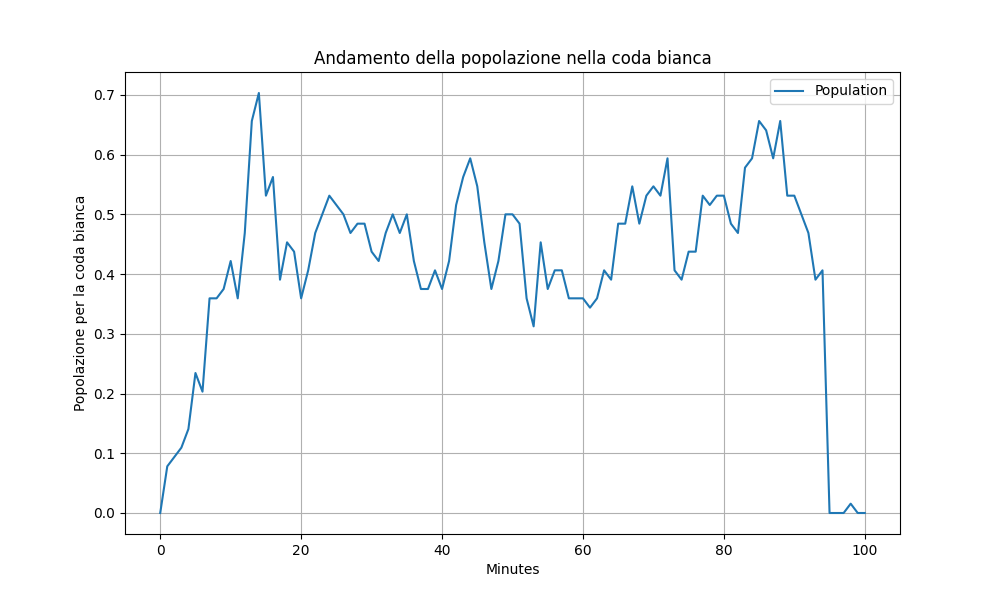 Andamento della popolazione nella coda bianca
Population
Popolazione per la coda bianca
0.7
0.6
0.5
0.4
0.3
0.2
0.1
0.0
0 20 40 60 80 100
Minutes